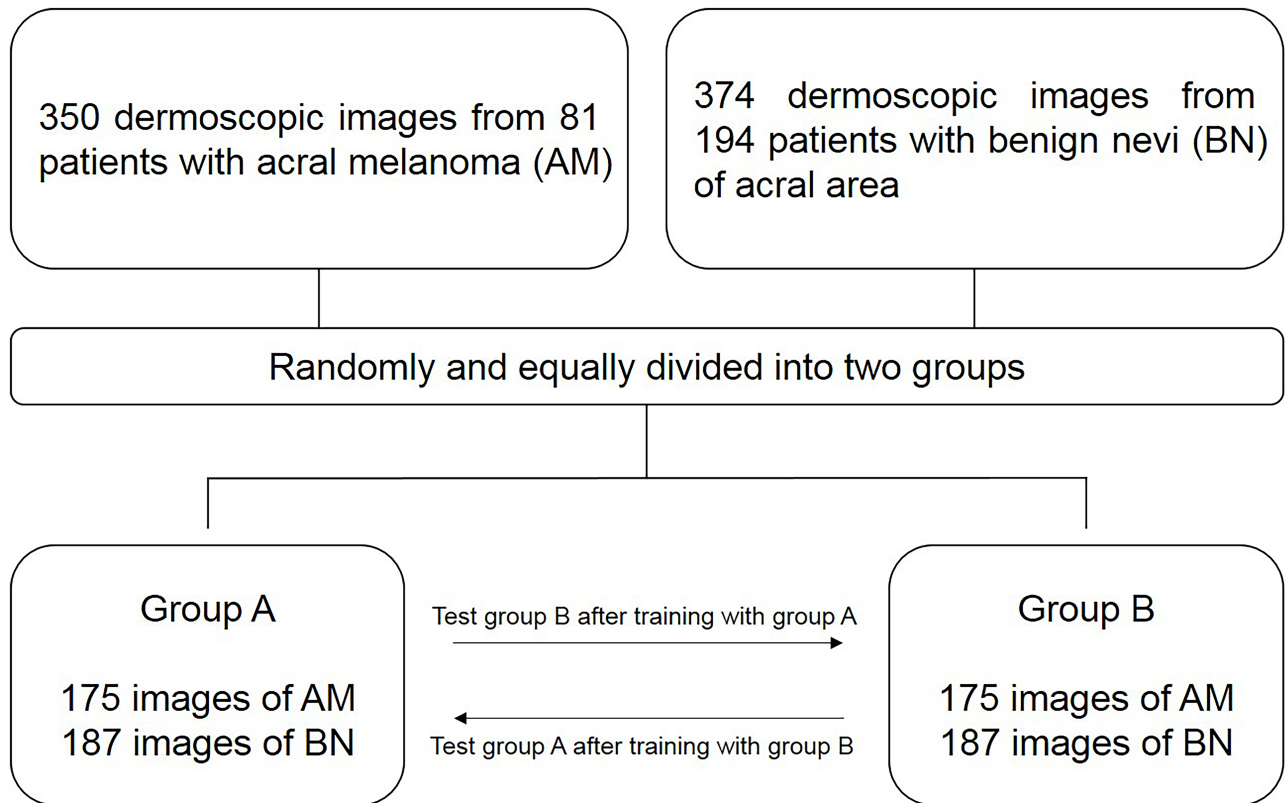 350 dermoscopic images from 81
patients with acral melanoma (AM)
374 dermoscopic images from
194 patients with benign nevi (BN)
of acral area
Randomly and equally divided into two groups
Group A
175 images of AM
187 images of BN
Test group B after training with group A
Test group A after training with group B
Group B
175 images of AM
187 images of BN